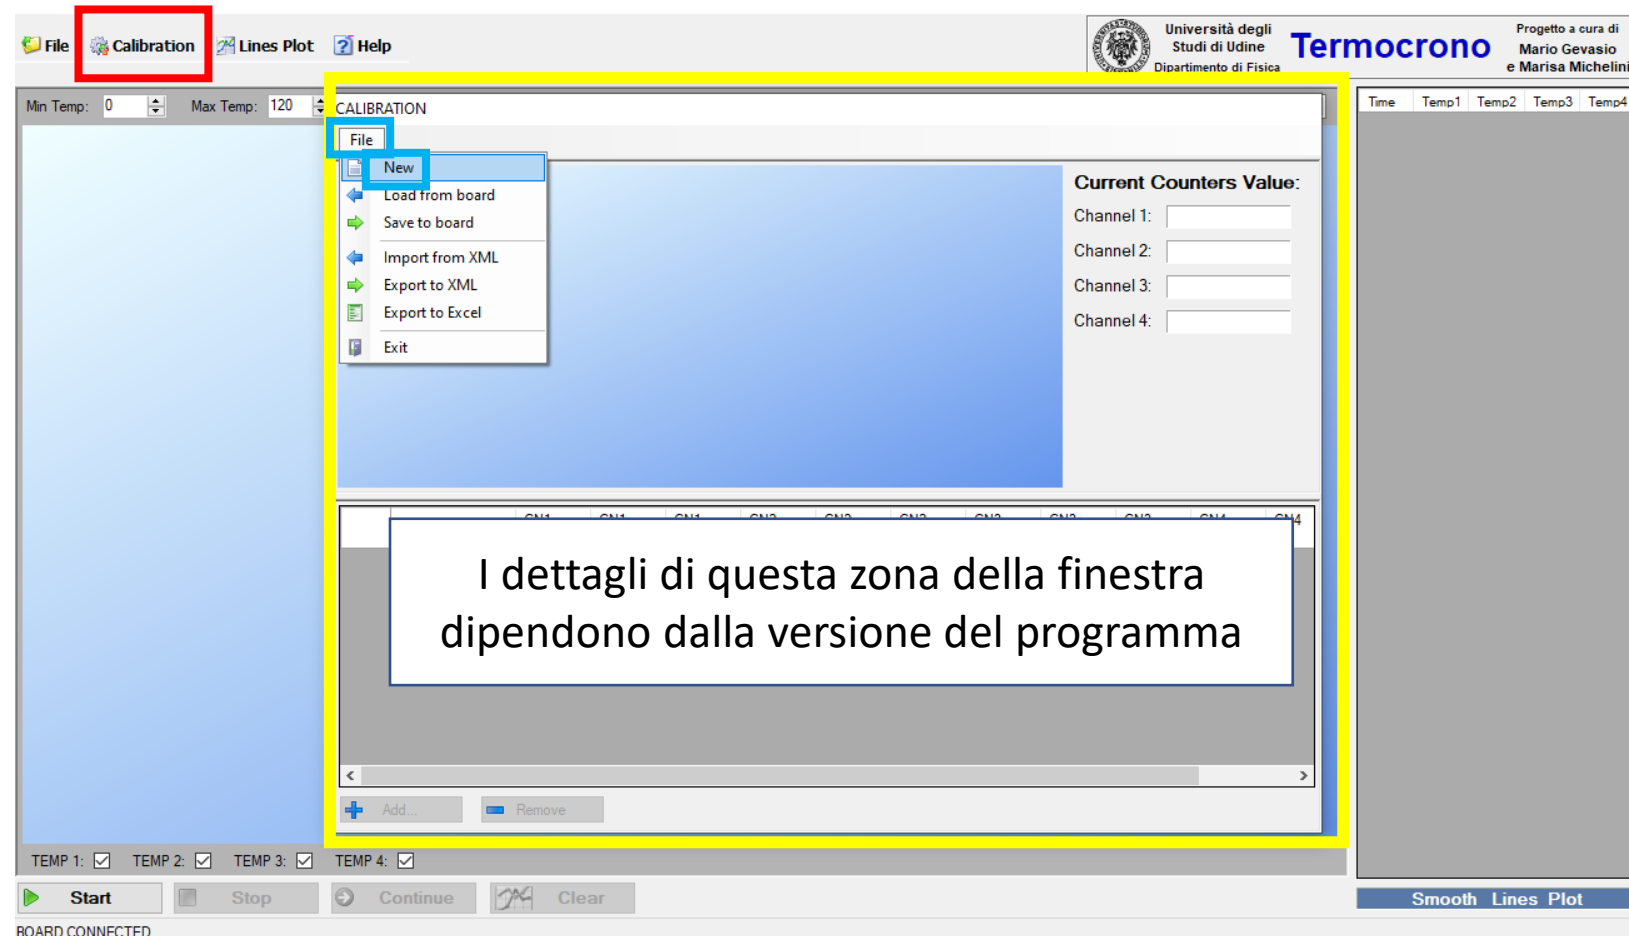 File Calibration Lines Plot Help
Università degli
Studi di Udine
Dipartimento di Fisica
Termocrono
Progetto a cura di
Mario Gevasio
e Marisa Michelini
Min Temp: 0 Max Temp: 120
CALIBRATION
File
New
Load from board
Save to board
Import from XML
Export to XML
Export to Excel
Exit
Current Counters Value:
Channel 1:
Channel 2:
Channel 3:
Channel 4:
Time Temp1 Temp2 Temp3 Temp4
I dettagli di questa zona della finestra
dipendono dalla versione del programma
Add... Remove
TEMP 1: TEMP 2: TEMP 3: TEMP 4:
Start Stop Continue Clear
Smooth Lines Plot
BOARD CONNECTED